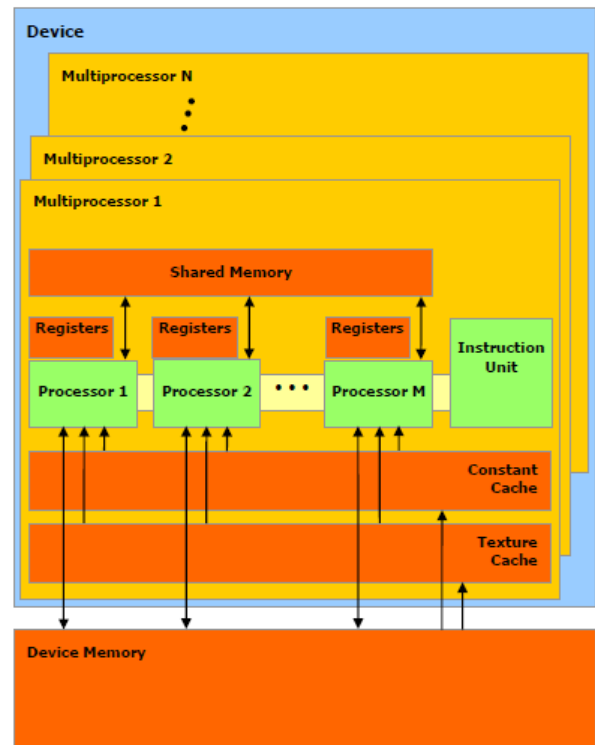 Device
Multiprocessor N
Multiprocessor 2
Multiprocessor 1
Shared Memory
Registers
Registers
Registers
Instruction
Unit
Processor 1
Processor 2
• • •
Processor M
Constant
Cache
Texture
Cache
Device Memory